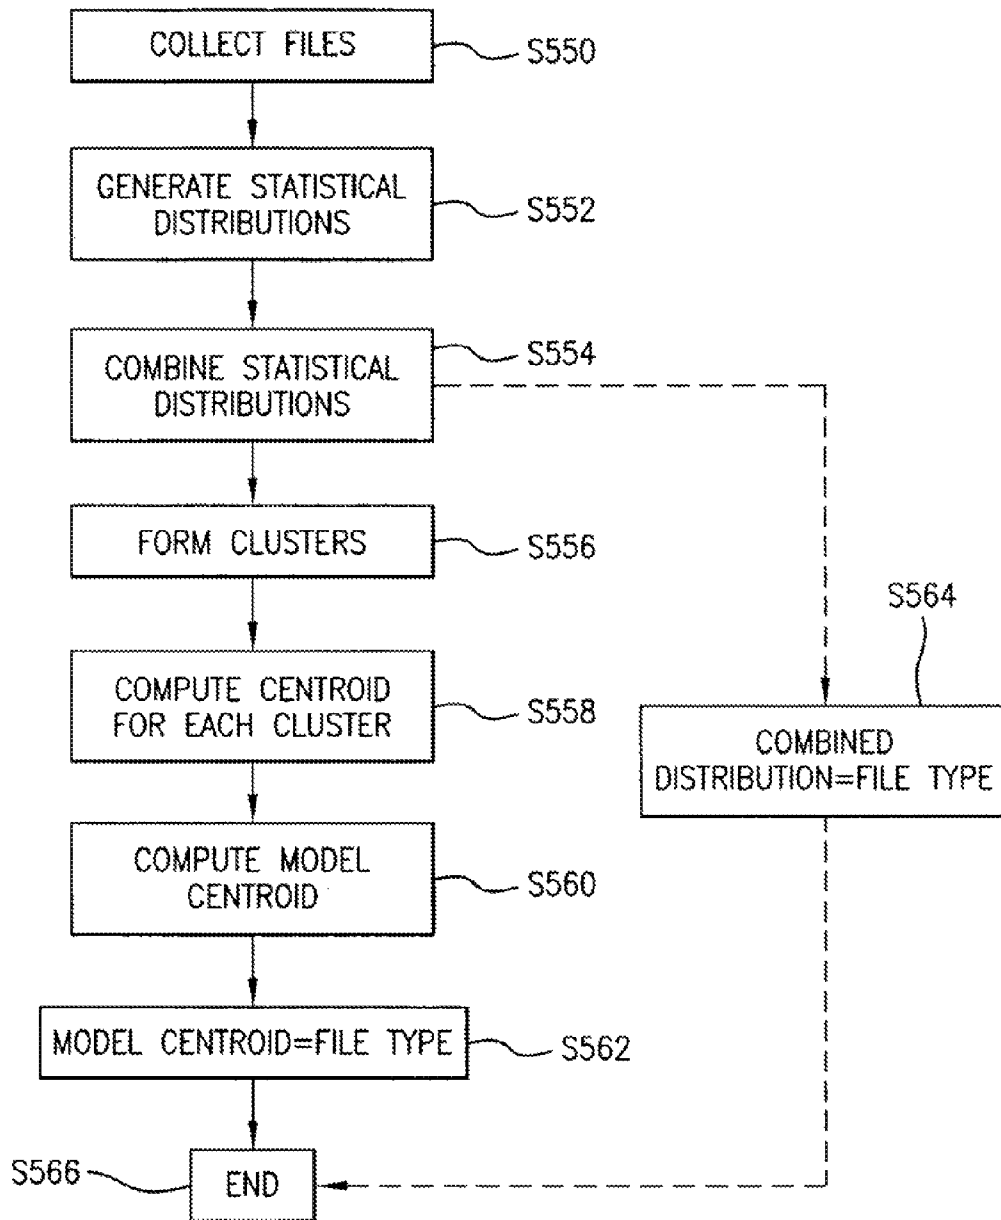 COLLECT FILES
S550
GENERATE STATISTICAL
DISTRIBUTIONS
S552
COMBINE STATISTICAL
DISTRIBUTIONS
S554
FORM CLUSTERS
S556
COMPUTE CENTROID
FOR EACH CLUSTER
S558
S564
COMBINED
DISTRIBUTION=FILE TYPE
COMPUTE MODEL
CENTROID
S560
MODEL CENTROID=FILE TYPE
S562
S566
END